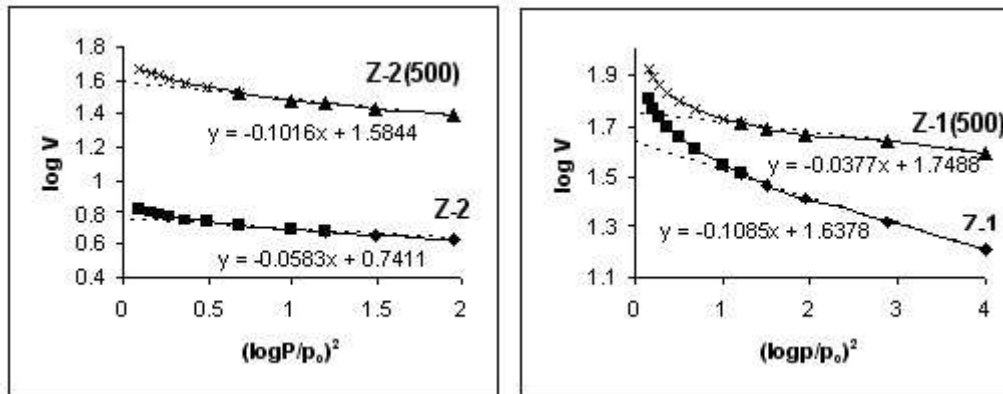 1.8
1.6
1.4
1.2
1
0.8
0.6
0.4
log V
Z-2(500)
y = -0.1016x + 1.5844
Z-2
y = -0.0583x + 0.7411
0 0.5 1 1.5 2
(logP/p₀)²
1.9
1.7
1.5
1.3
1.1
log V
Z-1(500)
y = -0.0377x + 1.7488
Z-1
y = -0.1085x + 1.6378
0 1 2 3 4
(logp/p₀)²